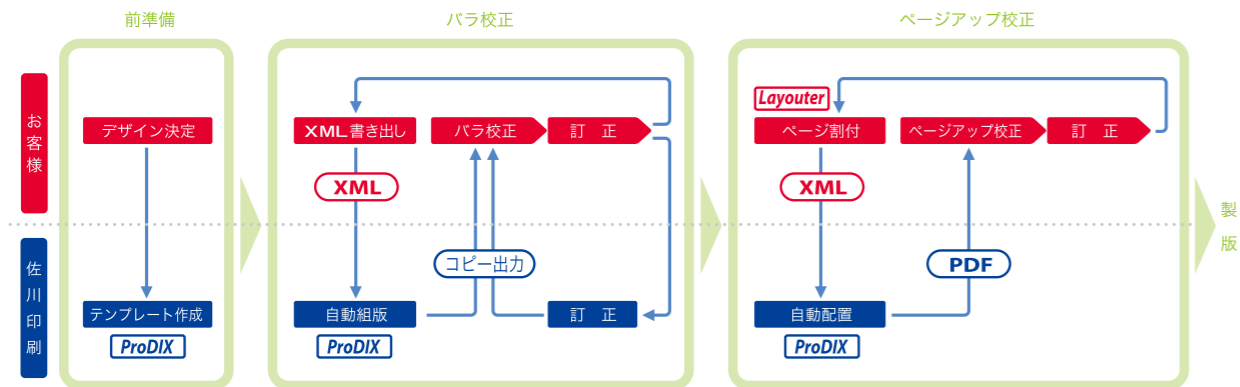 前準備
バラ校正
ページアップ校正
お客様
デザイン決定
XML書き出し
バラ校正
訂 正
Layouter
ページ割付
ページアップ校正
訂 正
XML
XML
製版
コピー出力
PDF
佐川印刷
テンプレート作成
自動組版
訂 正
自動配置
ProDIX
ProDIX
ProDIX